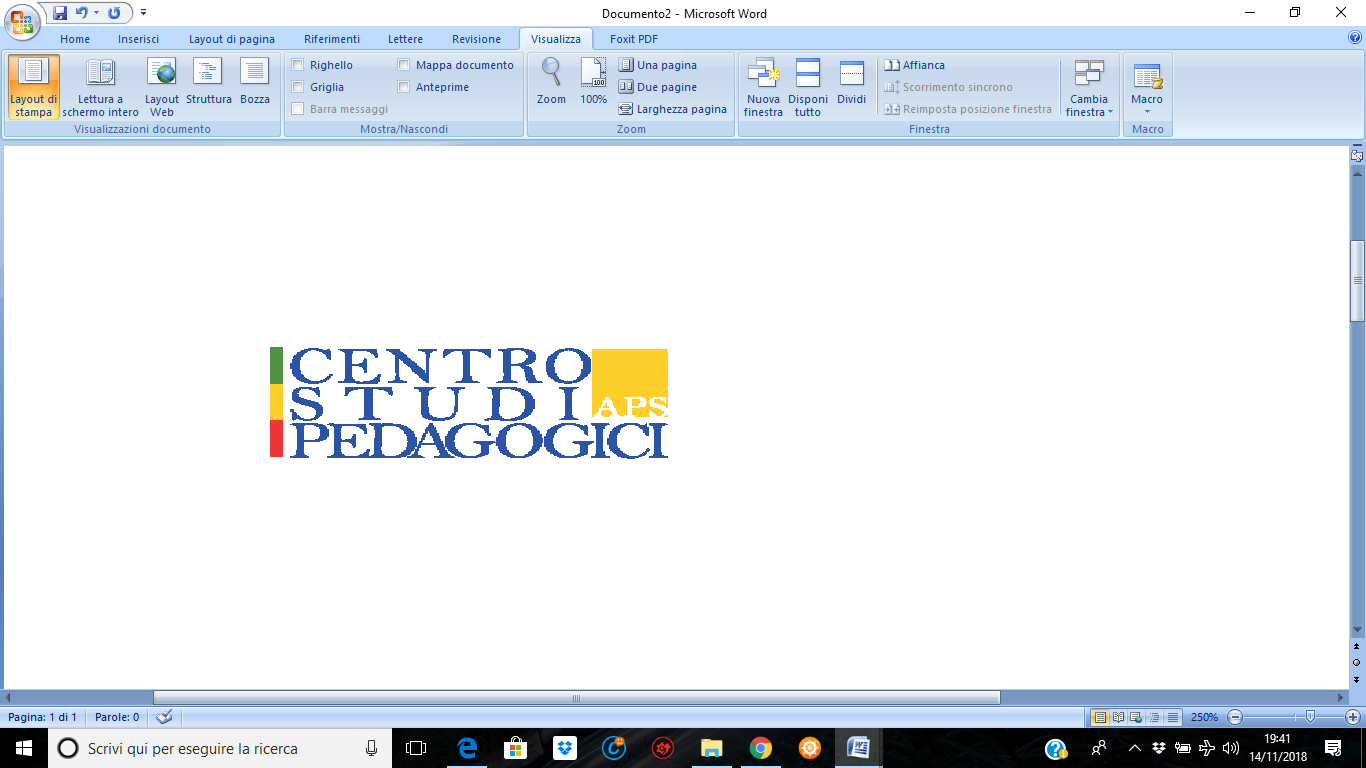 Documento2 - Microsoft Word
Home Inserisci Layout di pagina Riferimenti Lettere Revisione Visualizza Foxit PDF
Layout di stampa
Lettura a schermo intero
Layout Web
Struttura
Bozza
Visualizzazioni documento
Righello
Griglia
Barra messaggi
Mappa documento
Anteprime
Mostra/Nascondi
Zoom
100%
Una pagina
Due pagine
Larghezza pagina
Zoom
Nuova finestra
Disponi tutto
Dividi
Affianca
Scorrimento sincrono
Reimposta posizione finestra
Cambia finestra
Finestra
Macro
Macro
CENTRO
STUDI APS
PEDAGOGICI
Pagina: 1 di 1 Parole: 0 250%
Scrivi qui per eseguire la ricerca
19:41
14/11/2018